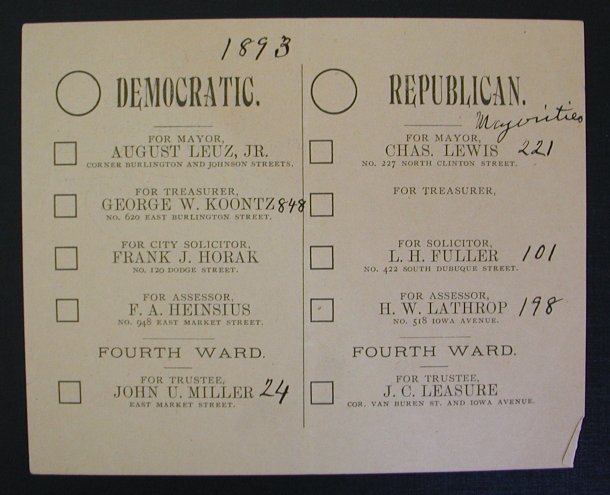 1893
DEMOCRATIC.
FOR MAYOR,
AUGUST LEUZ, JR.
CORNER BURLINGTON AND JOHNSON STREETS.
FOR TREASURER,
GEORGE W. KOONTZ 848
NO. 620 EAST BURLINGTON STREET.
FOR CITY SOLICITOR,
FRANK J. HORAK
NO. 120 DODGE STREET.
FOR ASSESSOR,
F. A. HEINSIUS
NO. 948 EAST MARKET STREET.
FOURTH WARD.
FOR TRUSTEE,
JOHN U. MILLER 24
EAST MARKET STREET.
REPUBLICAN.
Majorities
FOR MAYOR,
CHAS. LEWIS 221
NO. 227 NORTH CLINTON STREET.
FOR TREASURER,
FOR SOLICITOR,
L. H. FULLER 101
NO. 422 SOUTH DUBUQUE STREET.
FOR ASSESSOR,
H. W. LATHROP 198
NO. 518 IOWA AVENUE.
FOURTH WARD.
FOR TRUSTEE,
J. C. LEASURE
COR. VAN BUREN ST. AND IOWA AVENUE.